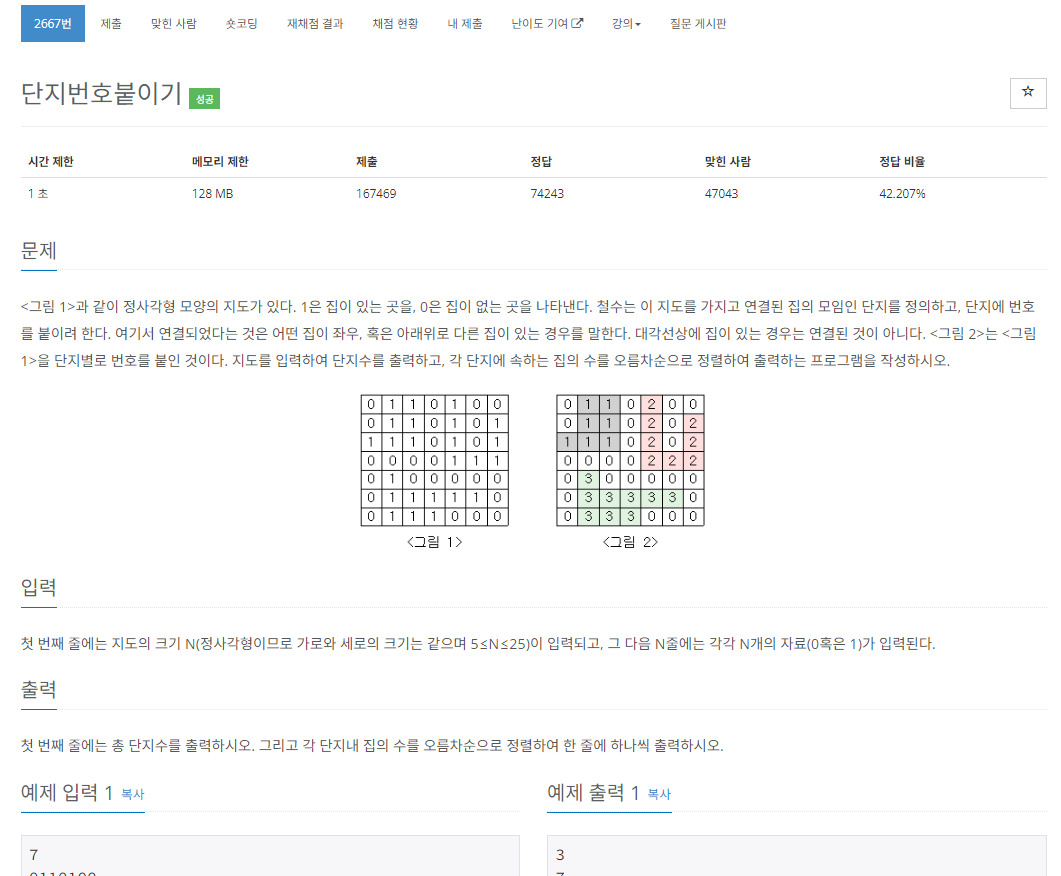 2667번 제출 맞힌 사람 숏코딩 재채점 결과 채점 현황 내 제출 난이도 기여 강의 질문 게시판
단지번호붙이기 성공
시간 제한 메모리 제한 제출 정답 맞힌 사람 정답 비율
1 초 128 MB 167469 74243 47043 42.207%
문제
<그림 1>과 같이 정사각형 모양의 지도가 있다. 1은 집이 있는 곳을, 0은 집이 없는 곳을 나타낸다. 철수는 이 지도를 가지고 연결된 집의 모임인 단지를 정의하고, 단지에 번호
를 붙이려 한다. 여기서 연결되었다는 것은 어떤 집이 좌우, 혹은 아래위로 다른 집이 있는 경우를 말한다. 대각선상에 집이 있는 경우는 연결된 것이 아니다. <그림 2>는 <그림
1>을 단지별로 번호를 붙인 것이다. 지도를 입력하여 단지수를 출력하고, 각 단지에 속하는 집의 수를 오름차순으로 정렬하여 출력하는 프로그램을 작성하시오.
0 1 1 0 1 0 0 0 1 1 0 2 0 0
0 1 1 0 1 0 1 0 1 1 0 2 0 2
1 1 1 0 1 0 1 1 1 1 0 2 0 2
0 0 0 0 1 1 1 0 0 0 0 2 2 2
0 1 0 0 0 0 0 0 3 0 0 0 0 0
0 1 1 1 1 1 0 0 3 3 3 3 3 0
0 1 1 1 0 0 0 0 3 3 3 0 0 0
<그림 1> <그림 2>
입력
첫 번째 줄에는 지도의 크기 N(정사각형이므로 가로와 세로의 크기는 같으며 5≤N≤25)이 입력되고, 그 다음 N줄에는 각각 N개의 자료(0혹은 1)가 입력된다.
출력
첫 번째 줄에는 총 단지수를 출력하시오. 그리고 각 단지내 집의 수를 오름차순으로 정렬하여 한 줄에 하나씩 출력하시오.
예제 입력 1 복사 예제 출력 1 복사
7 3